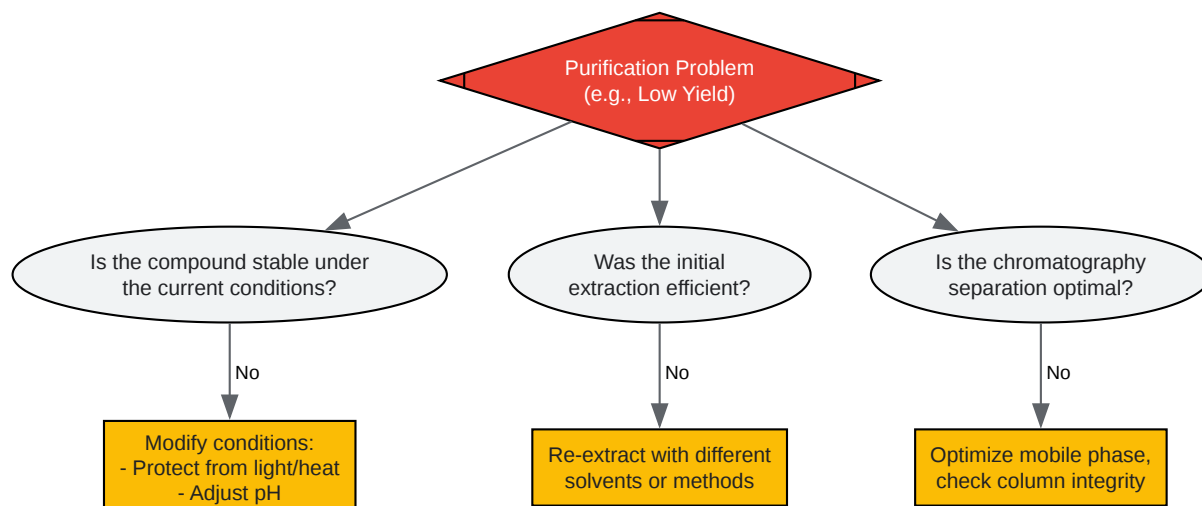 Purification Problem
(e.g., Low Yield)
Is the compound stable under
the current conditions?
Was the initial
extraction efficient?
Is the chromatography
separation optimal?
No
No
No
Modify conditions:
- Protect from light/heat
- Adjust pH
Re-extract with different
solvents or methods
Optimize mobile phase,
check column integrity